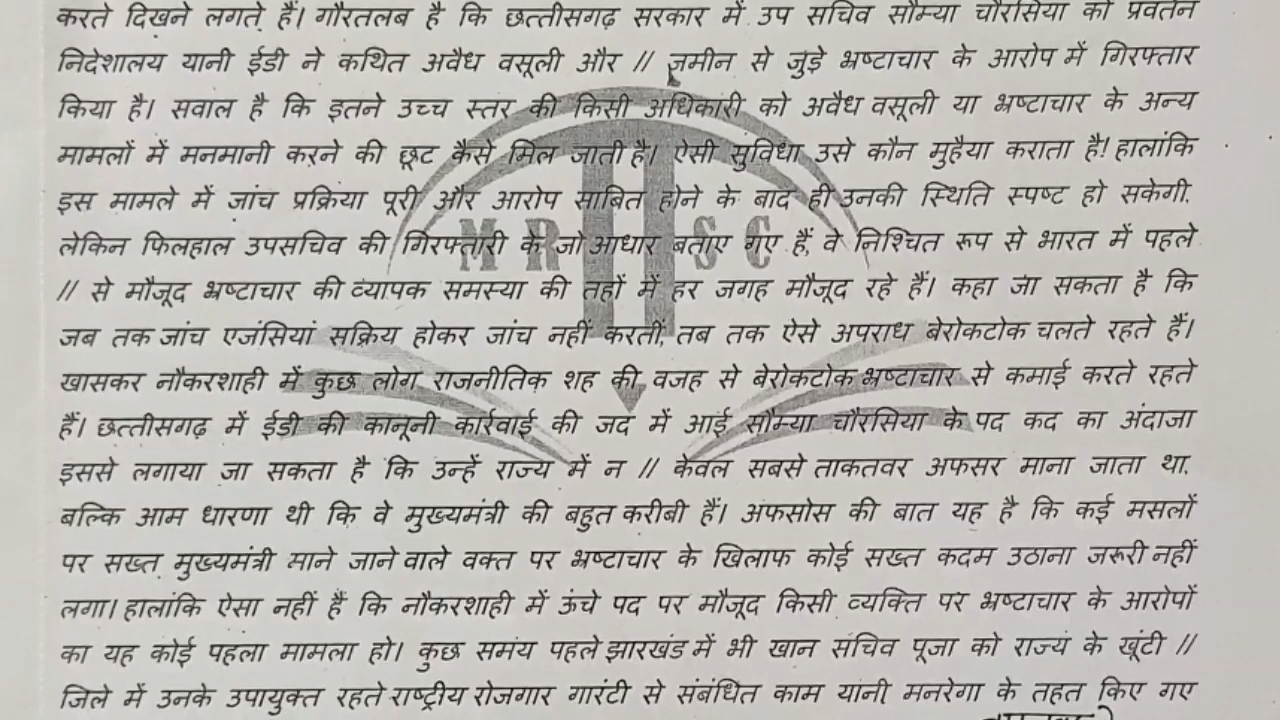 करते दिखने लगते हैं। गौरतलब है कि छत्तीसगढ़ सरकार में उप सचिव सौम्या चौरसिया को प्रवर्तन
निदेशालय यानी ईडी ने कथित अवैध वसूली और // ज़मीन से जुड़े भ्रष्टाचार के आरोप में गिरफ्तार
किया है। सवाल है कि इतने उच्च स्तर की किसी अधिकारी को अवैध वसूली या भ्रष्टाचार के अन्य
मामलों में मनमानी करने की छूट कैसे मिल जाती है। ऐसी सुविधा उसे कौन मुहैया कराता है! हालांकि
इस मामले में जांच प्रक्रिया पूरी और आरोप साबित होने के बाद ही उनकी स्थिति स्पष्ट हो सकेगी,
लेकिन फिलहाल उपसचिव की गिरफ्तारी के जो आधार बताए गए हैं, वे निश्चित रूप से भारत में पहले
// से मौजूद भ्रष्टाचार की व्यापक समस्या की तहों में हर जगह मौजूद रहे हैं। कहा जा सकता है कि
जब तक जांच एजंसियां सक्रिय होकर जांच नहीं करतीं, तब तक ऐसे अपराध बेरोकटोक चलते रहते हैं।
खासकर नौकरशाही में कुछ लोग राजनीतिक शह की वजह से बेरोकटोक भ्रष्टाचार से कमाई करते रहते
हैं। छत्तीसगढ़ में ईडी की कानूनी कार्रवाई की जद में आई सौम्या चौरसिया के पद कद का अंदाजा
इससे लगाया जा सकता है कि उन्हें राज्य में न // केवल सबसे ताकतवर अफसर माना जाता था,
बल्कि आम धारणा थी कि वे मुख्यमंत्री की बहुत करीबी हैं। अफसोस की बात यह है कि कई मसलों
पर सख्त मुख्यमंत्री माने जाने वाले वक्त पर भ्रष्टाचार के खिलाफ कोई सख्त कदम उठाना जरूरी नहीं
लगा। हालांकि ऐसा नहीं है कि नौकरशाही में ऊंचे पद पर मौजूद किसी व्यक्ति पर भ्रष्टाचार के आरोपों
का यह कोई पहला मामला हो। कुछ समय पहले झारखंड में भी खान सचिव पूजा को राज्य के खूंटी //
जिले में उनके उपायुक्त रहते राष्ट्रीय रोजगार गारंटी से संबंधित काम यानी मनरेगा के तहत किए गए